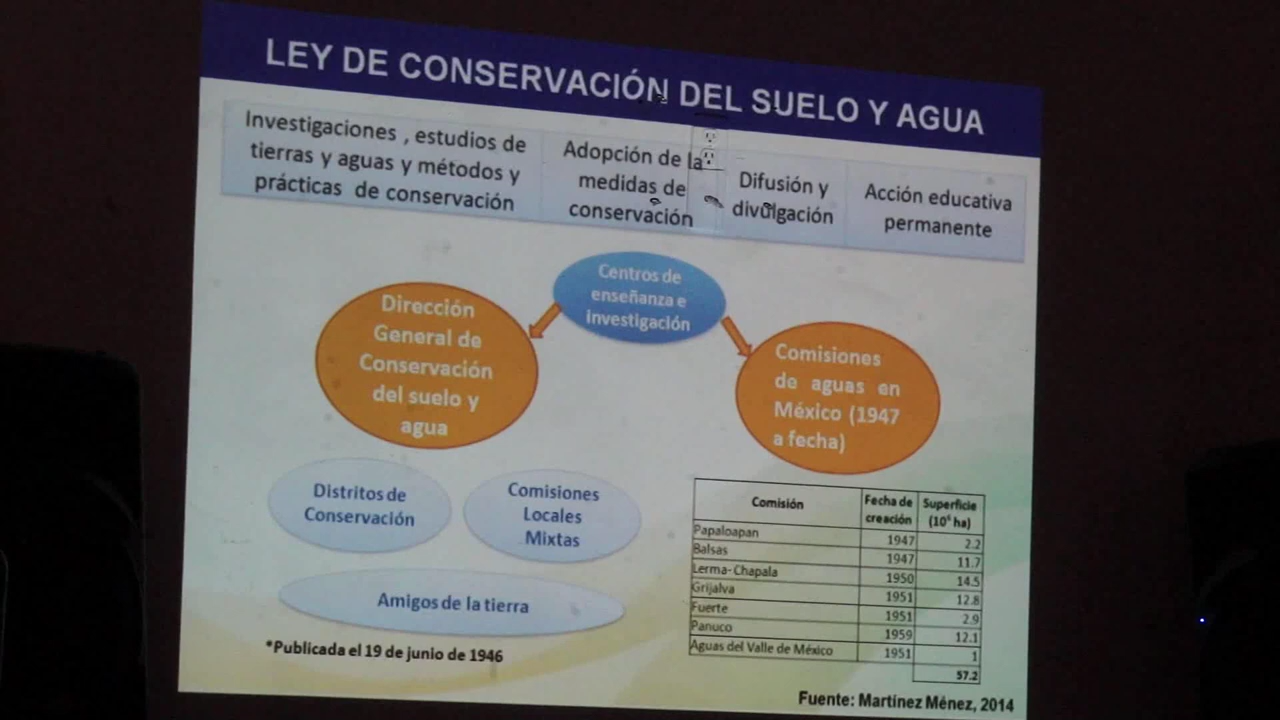 LEY DE CONSERVACIÓN DEL SUELO Y AGUA
Investigaciones , estudios de
tierras y aguas y métodos y
prácticas de conservación
Adopción de la
medidas de
conservación
Difusión y
divulgación
Acción educativa
permanente
Centros de
enseñanza e
investigación
Dirección
General de
Conservación
del suelo y
agua
Comisiones
de aguas en
México (1947
a fecha)
Distritos de
Conservación
Comisiones
Locales
Mixtas
Amigos de la tierra
*Publicada el 19 de junio de 1946
Comisión Fecha de creación Superficie (10⁶ ha)
Papaloapan 1947 2.2
Balsas 1947 11.7
Lerma- Chapala 1950 14.5
Grijalva 1951 12.8
Fuerte 1951 2.9
Panuco 1959 12.1
Aguas del Valle de México 1951 1
57.2
Fuente: Martínez Ménez, 2014